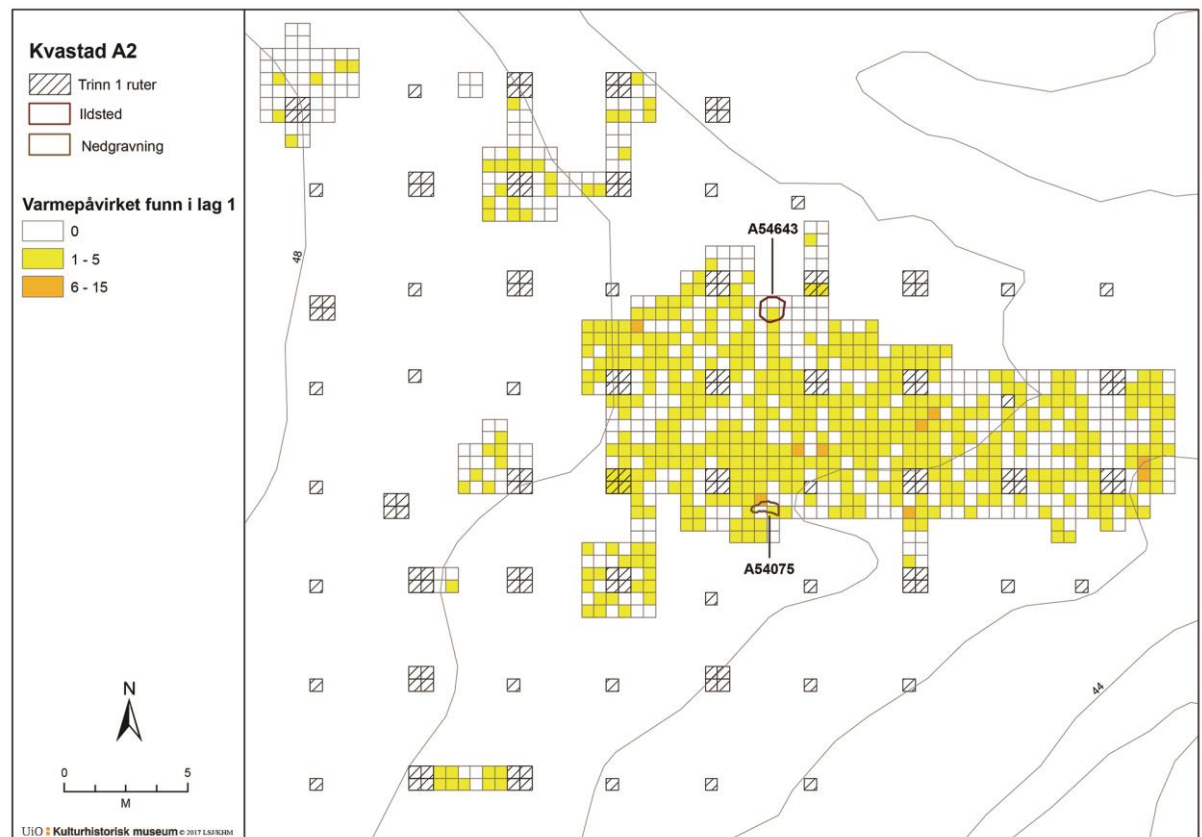 Kvastad A2
Trinn 1 ruter
Ildsted
Nedgravning
Varmepåvirket funn i lag 1
0
1 - 5
6 - 15
48
A54643
A54075
44
N
0 5
M
UiO Kulturhistorisk museum © 2017 LSJ/KHM